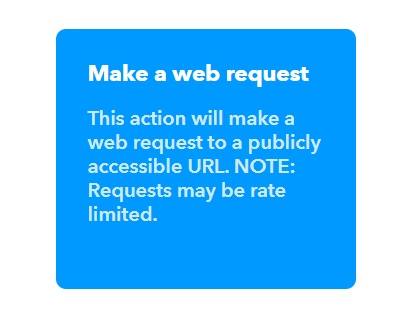 Make a web request
This action will make a
web request to a publicly
accessible URL. NOTE:
Requests may be rate
limited.